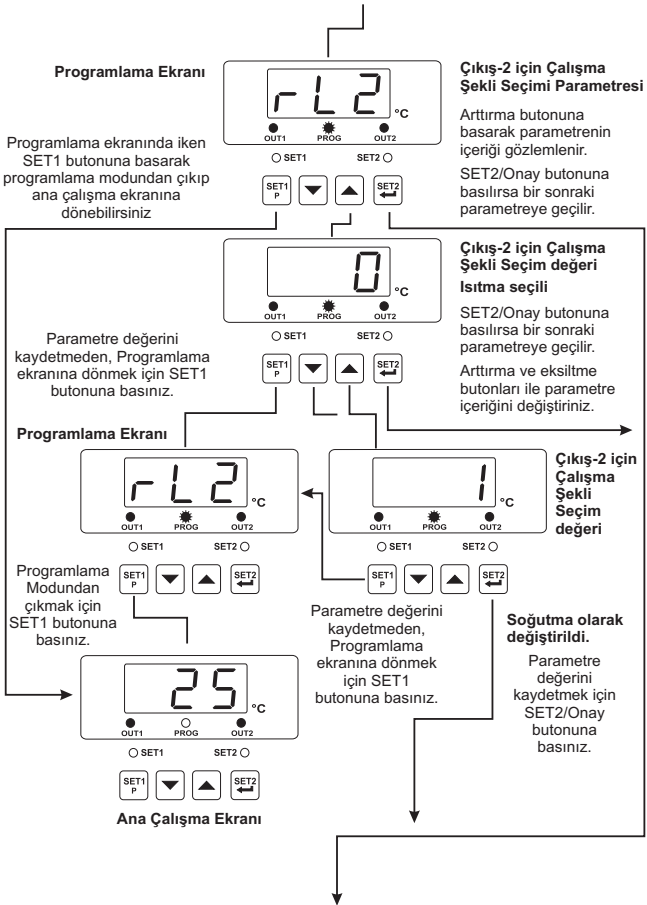 Programlama Ekranı
Programlama ekranında iken
SET1 butonuna basarak
programlama modundan çıkıp
ana çalışma ekranına
dönebilirsiniz
rL2
°C
OUT1 PROG OUT2
SET1 SET2
SET1 P SET2
Çıkış-2 için Çalışma
Şekli Seçimi Parametresi
Arttırma butonuna
basarak parametrenin
içeriği gözlemlenir.
SET2/Onay butonuna
basılırsa bir sonraki
parametreye geçilir.
0
°C
OUT1 PROG OUT2
SET1 SET2
SET1 P SET2
Çıkış-2 için Çalışma
Şekli Seçim değeri
Isıtma seçili
SET2/Onay butonuna
basılırsa bir sonraki
parametreye geçilir.
Arttırma ve eksiltme
butonları ile parametre
içeriğini değiştiriniz.
Parametre değerini
kaydetmeden, Programlama
ekranına dönmek için SET1
butonuna basınız.
Programlama Ekranı
rL2
°C
OUT1 PROG OUT2
SET1 SET2
SET1 P SET2
1
°C
OUT1 PROG OUT2
SET1 SET2
SET1 P SET2
Çıkış-2 için
Çalışma
Şekli
Seçim
değeri
Programlama
Modundan
çıkmak için
SET1 butonuna
basınız.
Parametre değerini
kaydetmeden,
Programlama
ekranına dönmek
için SET1
butonuna basınız.
Soğutma olarak
değiştirildi.
Parametre
değerini
kaydetmek için
SET2/Onay
butonuna
basınız.
25
°C
OUT1 PROG OUT2
SET1 SET2
SET1 P SET2
Ana Çalışma Ekranı